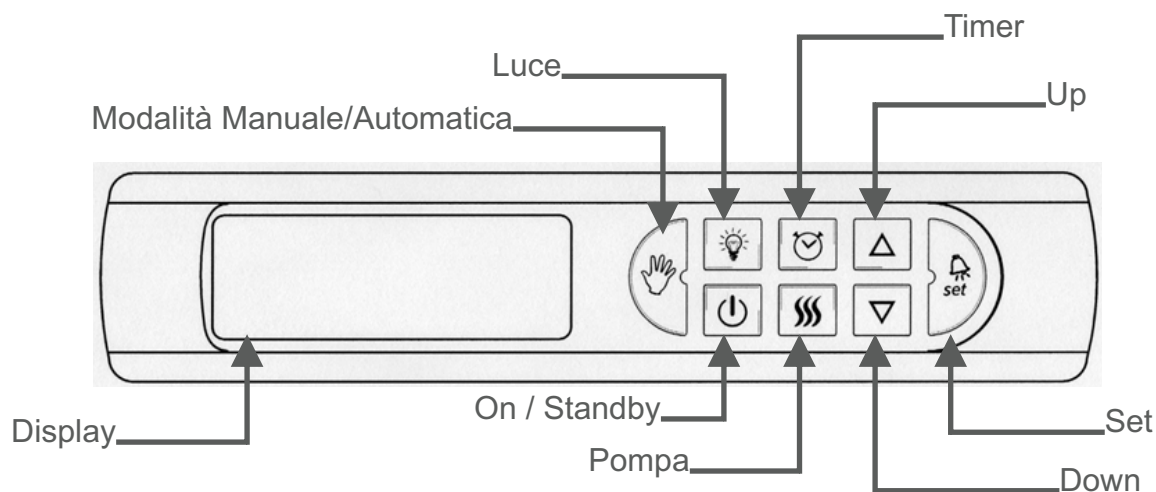 Timer
Luce
Up
Modalità Manuale/Automatica
set
On / Standby
Display
Set
Pompa
Down